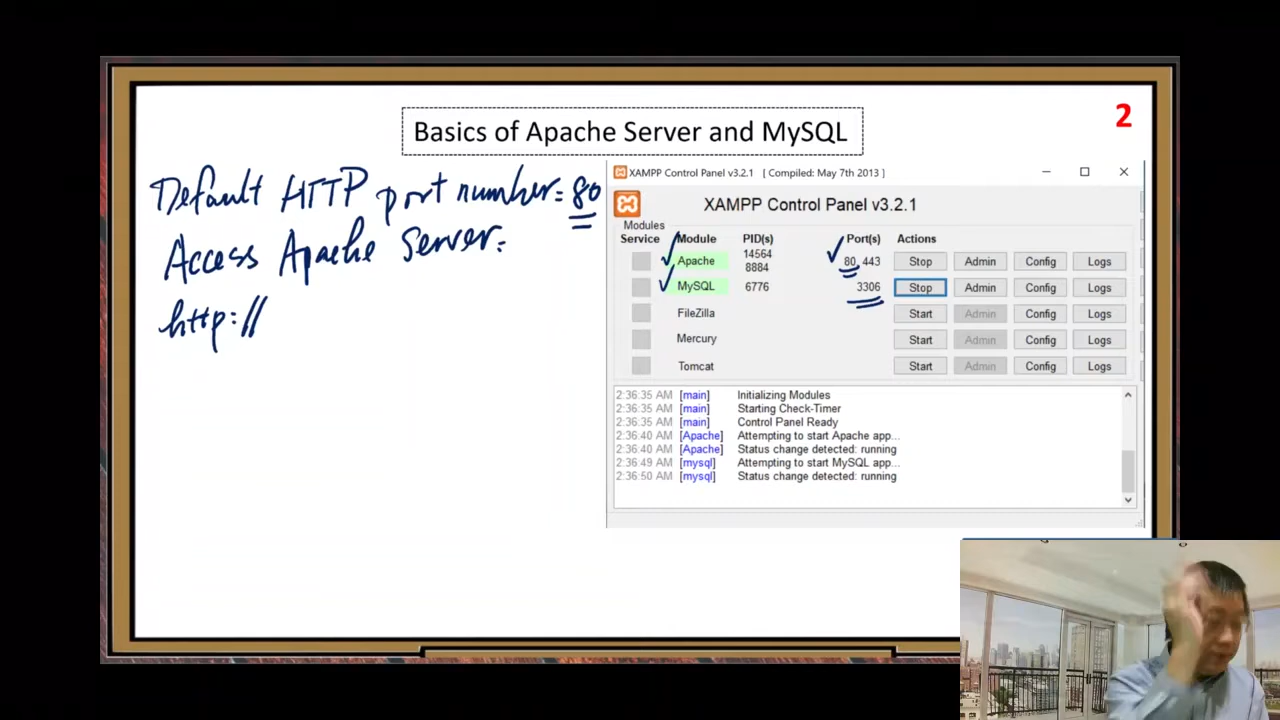 Basics of Apache Server and MySQL
2
Default HTTP port number = 80
Access Apache Server:
http://
XAMPP Control Panel v3.2.1 [ Compiled: May 7th 2013 ]
XAMPP Control Panel v3.2.1
Modules
Service Module PID(s) Port(s) Actions
Apache 14564 8884 80, 443 Stop Admin Config Logs
MySQL 6776 3306 Stop Admin Config Logs
FileZilla Start Admin Config Logs
Mercury Start Admin Config Logs
Tomcat Start Admin Config Logs
2:36:35 AM [main] Initializing Modules
2:36:35 AM [main] Starting Check-Timer
2:36:35 AM [main] Control Panel Ready
2:36:40 AM [Apache] Attempting to start Apache app...
2:36:40 AM [Apache] Status change detected: running
2:36:49 AM [mysql] Attempting to start MySQL app...
2:36:50 AM [mysql] Status change detected: running